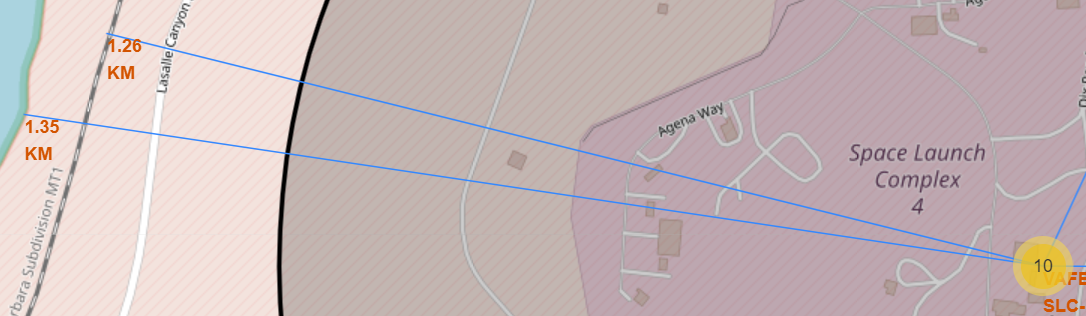 1.26
KM
Lasalle Canyon
1.35
KM
Agena Way
Space Launch
Complex
4
Subdivision MT1
10
SLC-